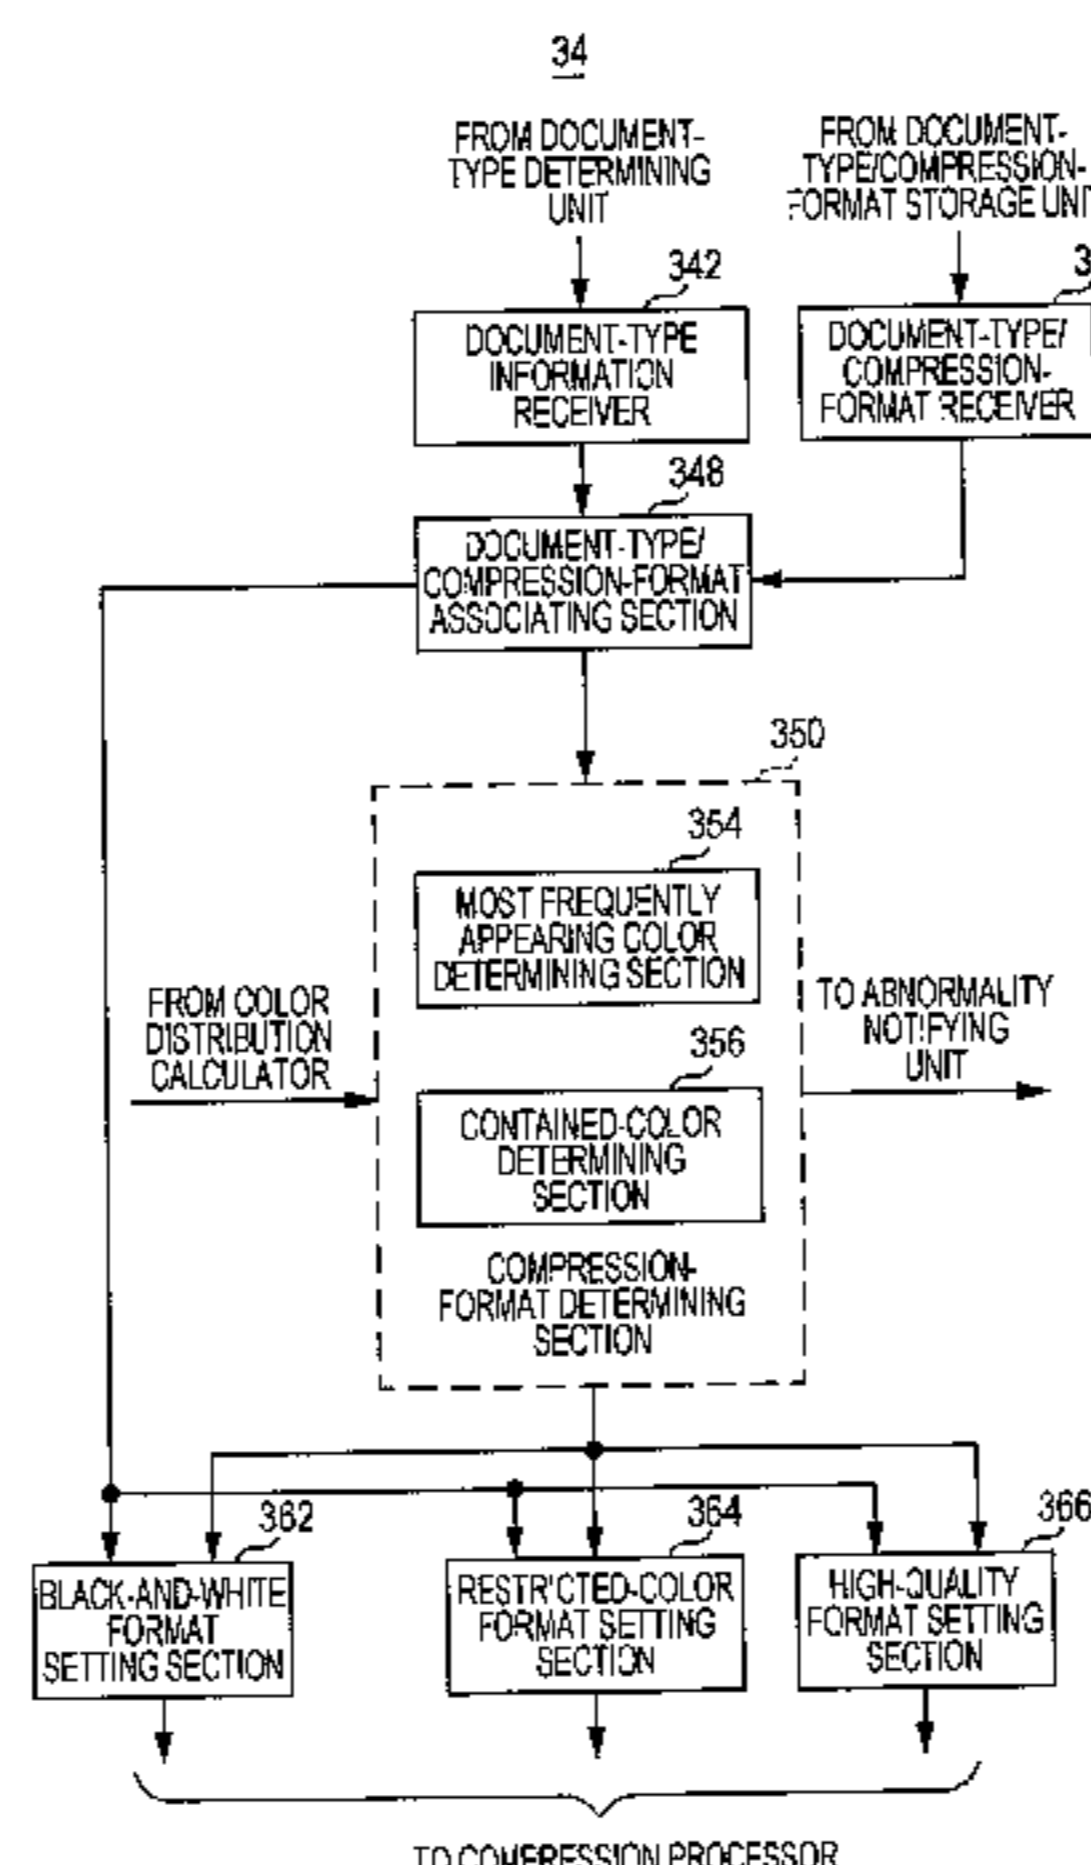 34
FROM DOCUMENT-
TYPE DETERMINING
UNIT
FROM DOCUMENT-
TYPE/COMPRESSION-
FORMAT STORAGE UNIT
342
DOCUMENT-TYPE
INFORMATION
RECEIVER
DOCUMENT-TYPE/
COMPRESSION-
FORMAT RECEIVER
348
DOCUMENT-TYPE/
COMPRESSION-FORMAT
ASSOCIATING SECTION
350
354
MOST FREQUENTLY
APPEARING COLOR
DETERMINING SECTION
FROM COLOR
DISTRIBUTION
CALCULATOR
TO ABNORMALITY
NOTIFYING
UNIT
356
CONTAINED-COLOR
DETERMINING
SECTION
COMPRESSION-
FORMAT DETERMINING
SECTION
362
BLACK-AND-WHITE
FORMAT
SETTING SECTION
364
RESTRICTED-COLOR
FORMAT SETTING
SECTION
366
HIGH-QUALITY
FORMAT SETTING
SECTION
TO COMPRESSION PROCESSOR